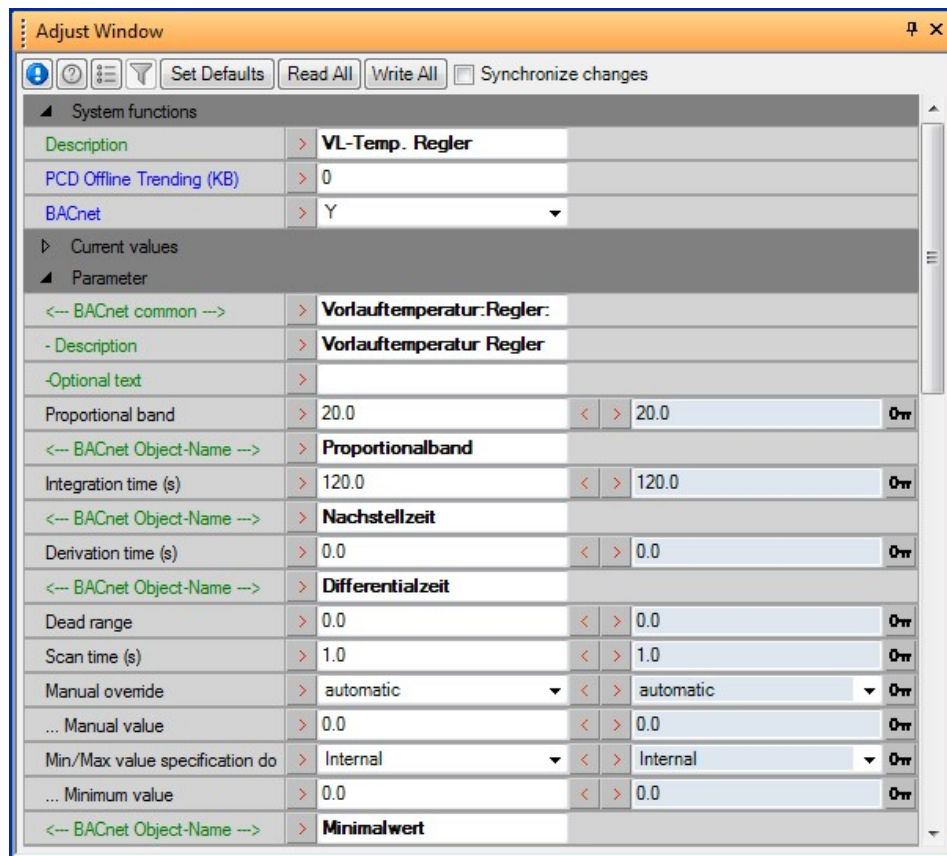 Adjust Window
Set Defaults Read All Write All Synchronize changes
System functions
Description > VL-Temp. Regler
PCD Offline Trending (KB) > 0
BACnet > Y
Current values
Parameter
<--- BACnet common ---> > Vorlauftemperatur:Regler:
- Description > Vorlauftemperatur Regler
-Optional text >
Proportional band > 20.0 < > 20.0
<--- BACnet Object-Name ---> > Proportionalband
Integration time (s) > 120.0 < > 120.0
<--- BACnet Object-Name ---> > Nachstellzeit
Derivation time (s) > 0.0 < > 0.0
<--- BACnet Object-Name ---> > Differentialzeit
Dead range > 0.0 < > 0.0
Scan time (s) > 1.0 < > 1.0
Manual override > automatic < > automatic
... Manual value > 0.0 < > 0.0
Min/Max value specification do > Internal < > Internal
... Minimum value > 0.0 < > 0.0
<--- BACnet Object-Name ---> > Minimalwert